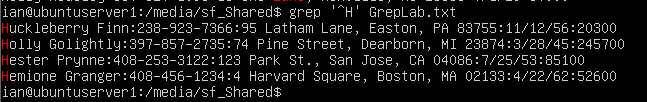 ian@ubuntuserver1:/media/sf_Shared$ grep '^H' GrepLab.txt
Huckleberry Finn:238-923-7366:95 Latham Lane, Easton, PA 83755:11/12/56:20300
Holly Golightly:397-857-2735:74 Pine Street, Dearborn, MI 23874:3/28/45:245700
Hester Prynne:408-253-3122:123 Park St., San Jose, CA 04086:7/25/53:85100
Hemione Granger:408-456-1234:4 Harvard Square, Boston, MA 02133:4/22/62:52600
ian@ubuntuserver1:/media/sf_Shared$